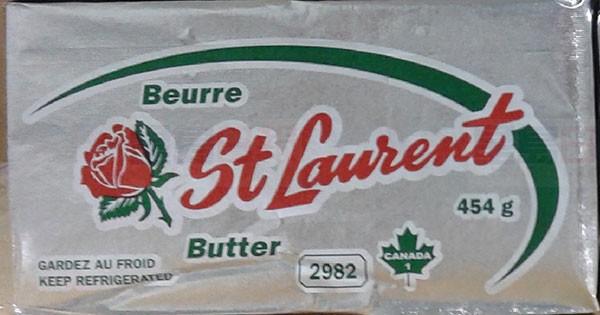 Beurre
St Laurent
454 g
Butter
GARDEZ AU FROID
KEEP REFRIGERATED
2982
CANADA
1